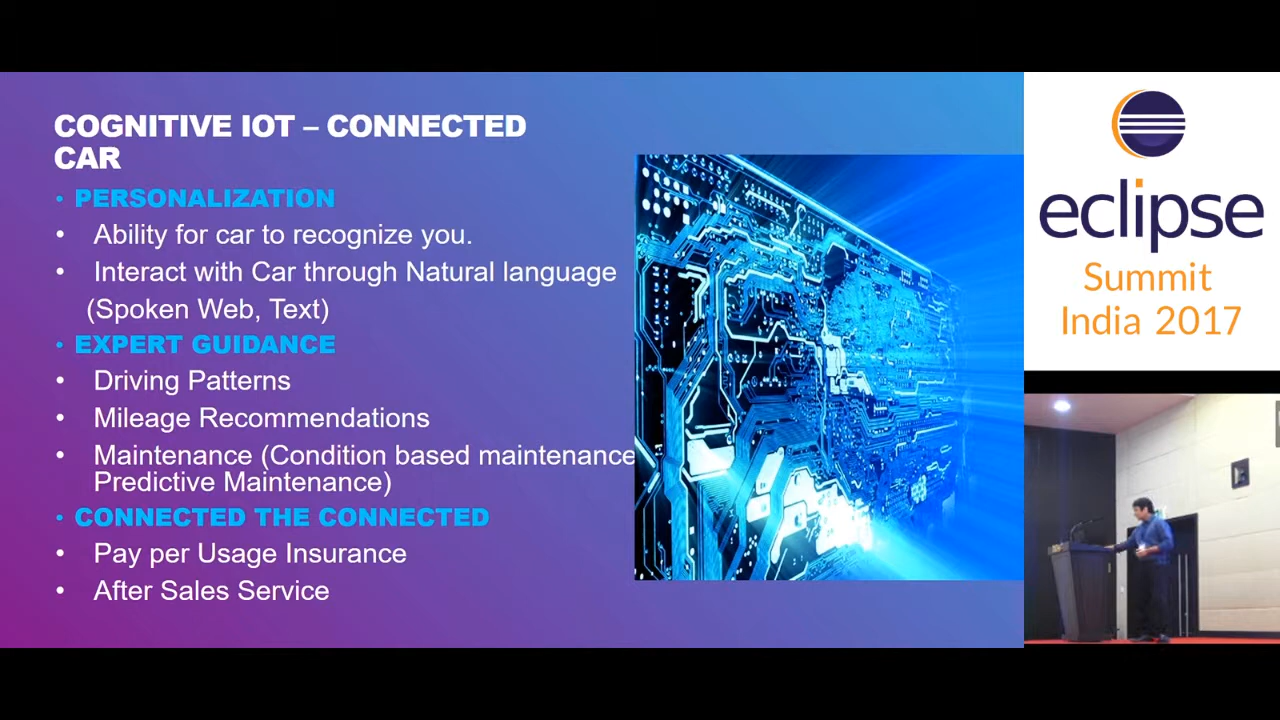 COGNITIVE IOT – CONNECTED
CAR
• PERSONALIZATION
• Ability for car to recognize you.
• Interact with Car through Natural language
(Spoken Web, Text)
• EXPERT GUIDANCE
• Driving Patterns
• Mileage Recommendations
• Maintenance (Condition based maintenance
Predictive Maintenance)
• CONNECTED THE CONNECTED
• Pay per Usage Insurance
• After Sales Service
eclipse
Summit
India 2017